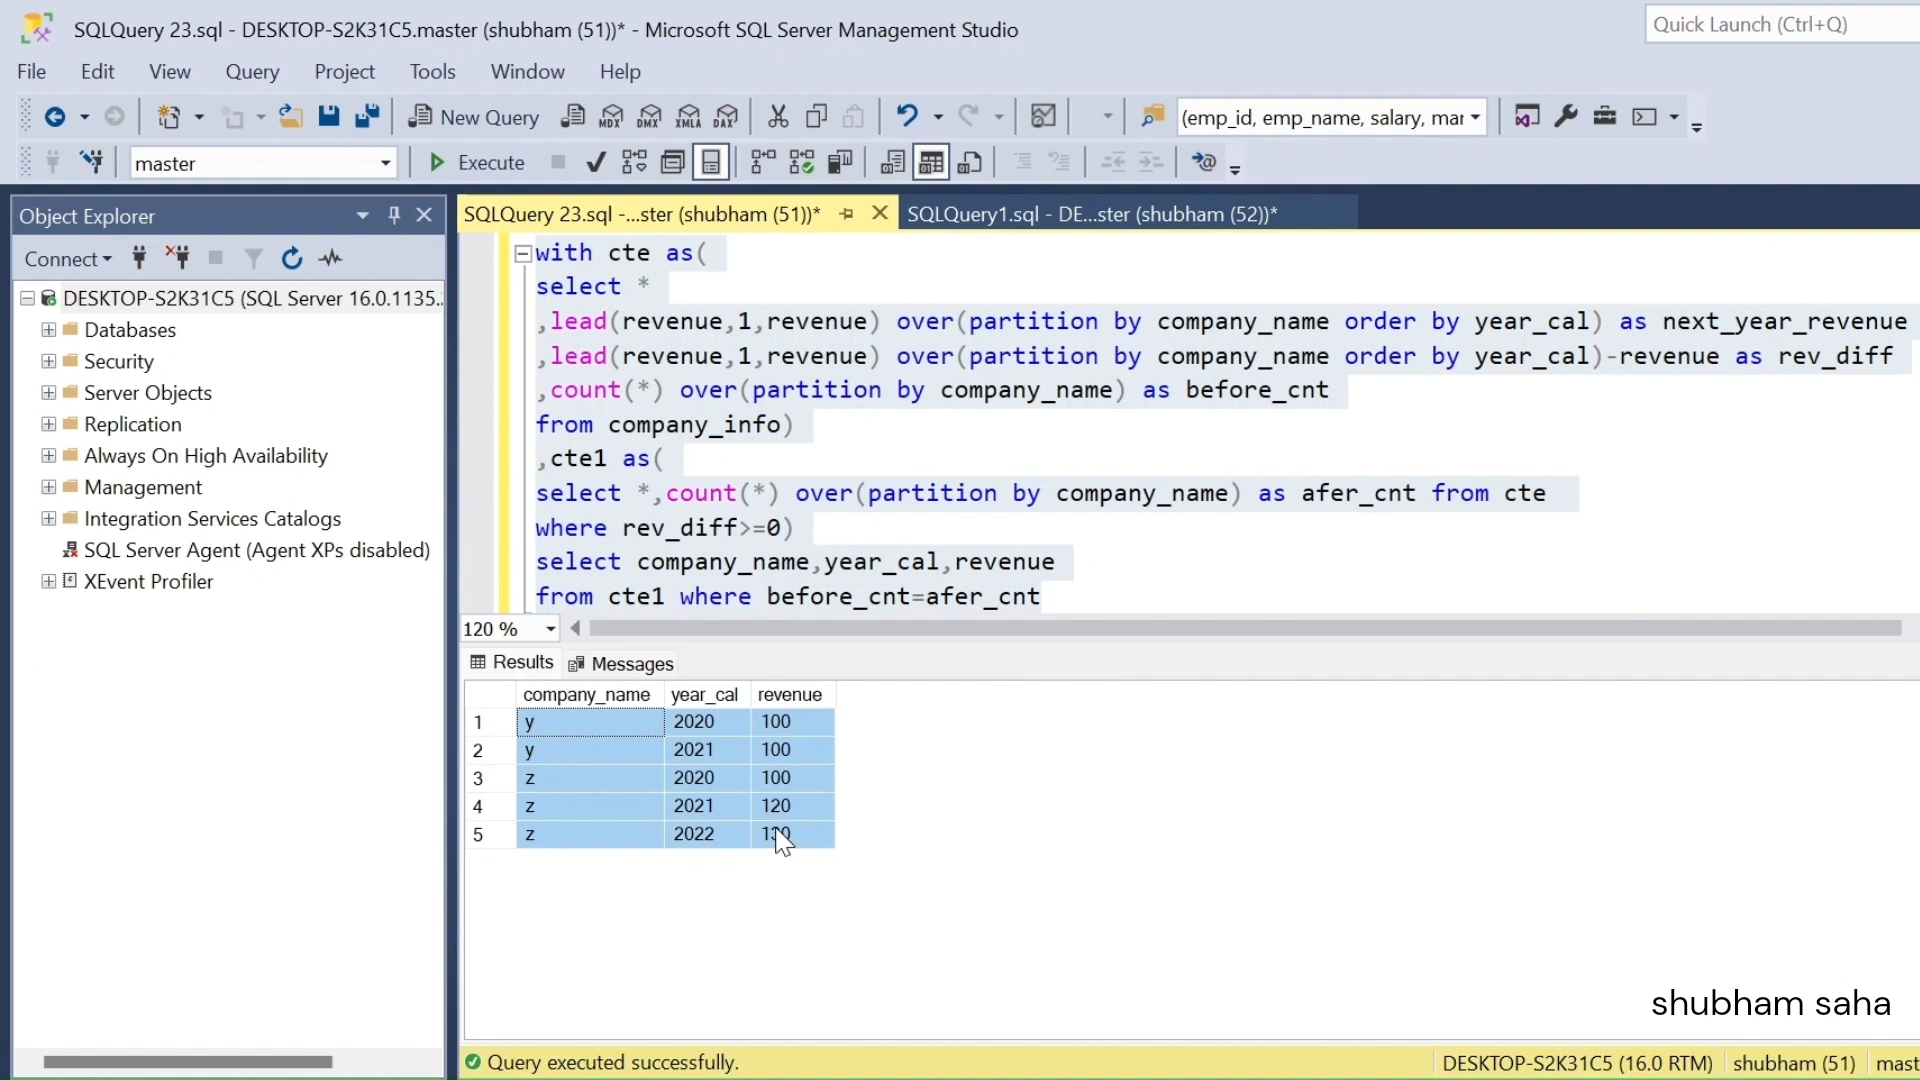 SQLQuery 23.sql - DESKTOP-S2K31C5.master (shubham (51))* - Microsoft SQL Server Management Studio
Quick Launch (Ctrl+Q)
File Edit View Query Project Tools Window Help
New Query
MDX DMX XMLA DAX
(emp_id, emp_name, salary, mar
master
Execute
Object Explorer
SQLQuery 23.sql -...ster (shubham (51))*
SQLQuery1.sql - DE...ster (shubham (52))*
Connect
DESKTOP-S2K31C5 (SQL Server 16.0.1135.
Databases
Security
Server Objects
Replication
Always On High Availability
Management
Integration Services Catalogs
SQL Server Agent (Agent XPs disabled)
XEvent Profiler
with cte as(
select *
,lead(revenue,1,revenue) over(partition by company_name order by year_cal) as next_year_revenue
,lead(revenue,1,revenue) over(partition by company_name order by year_cal)-revenue as rev_diff
,count(*) over(partition by company_name) as before_cnt
from company_info)
,cte1 as(
select *,count(*) over(partition by company_name) as afer_cnt from cte
where rev_diff>=0)
select company_name,year_cal,revenue
from cte1 where before_cnt=afer_cnt
120 %
Results Messages
company_name year_cal revenue
1 y 2020 100
2 y 2021 100
3 z 2020 100
4 z 2021 120
5 z 2022
shubham saha
Query executed successfully.
DESKTOP-S2K31C5 (16.0 RTM) shubham (51) mast